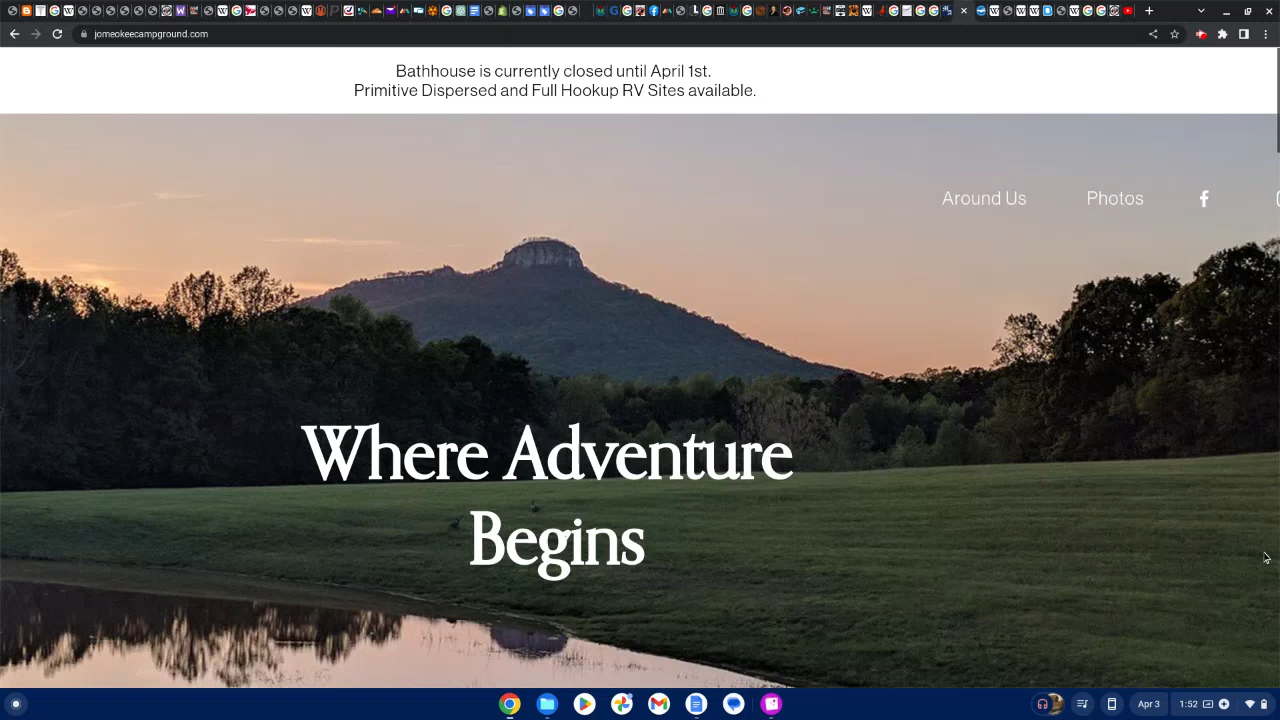 jomeokeecampground.com
Bathhouse is currently closed until April 1st.
Primitive Dispersed and Full Hookup RV Sites available.
Around Us
Photos
Where Adventure
Begins
Apr 3
1:52